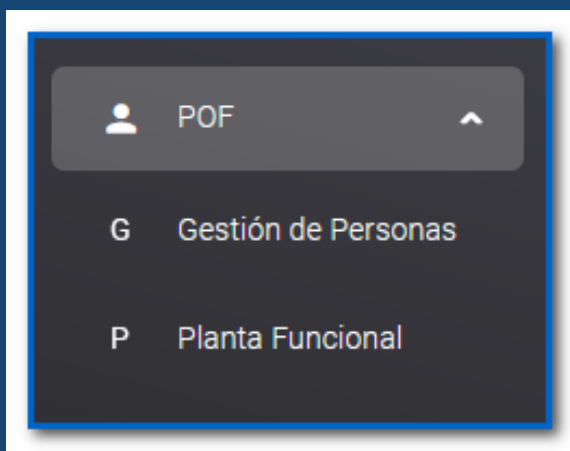 POF
G Gestión de Personas
P Planta Funcional